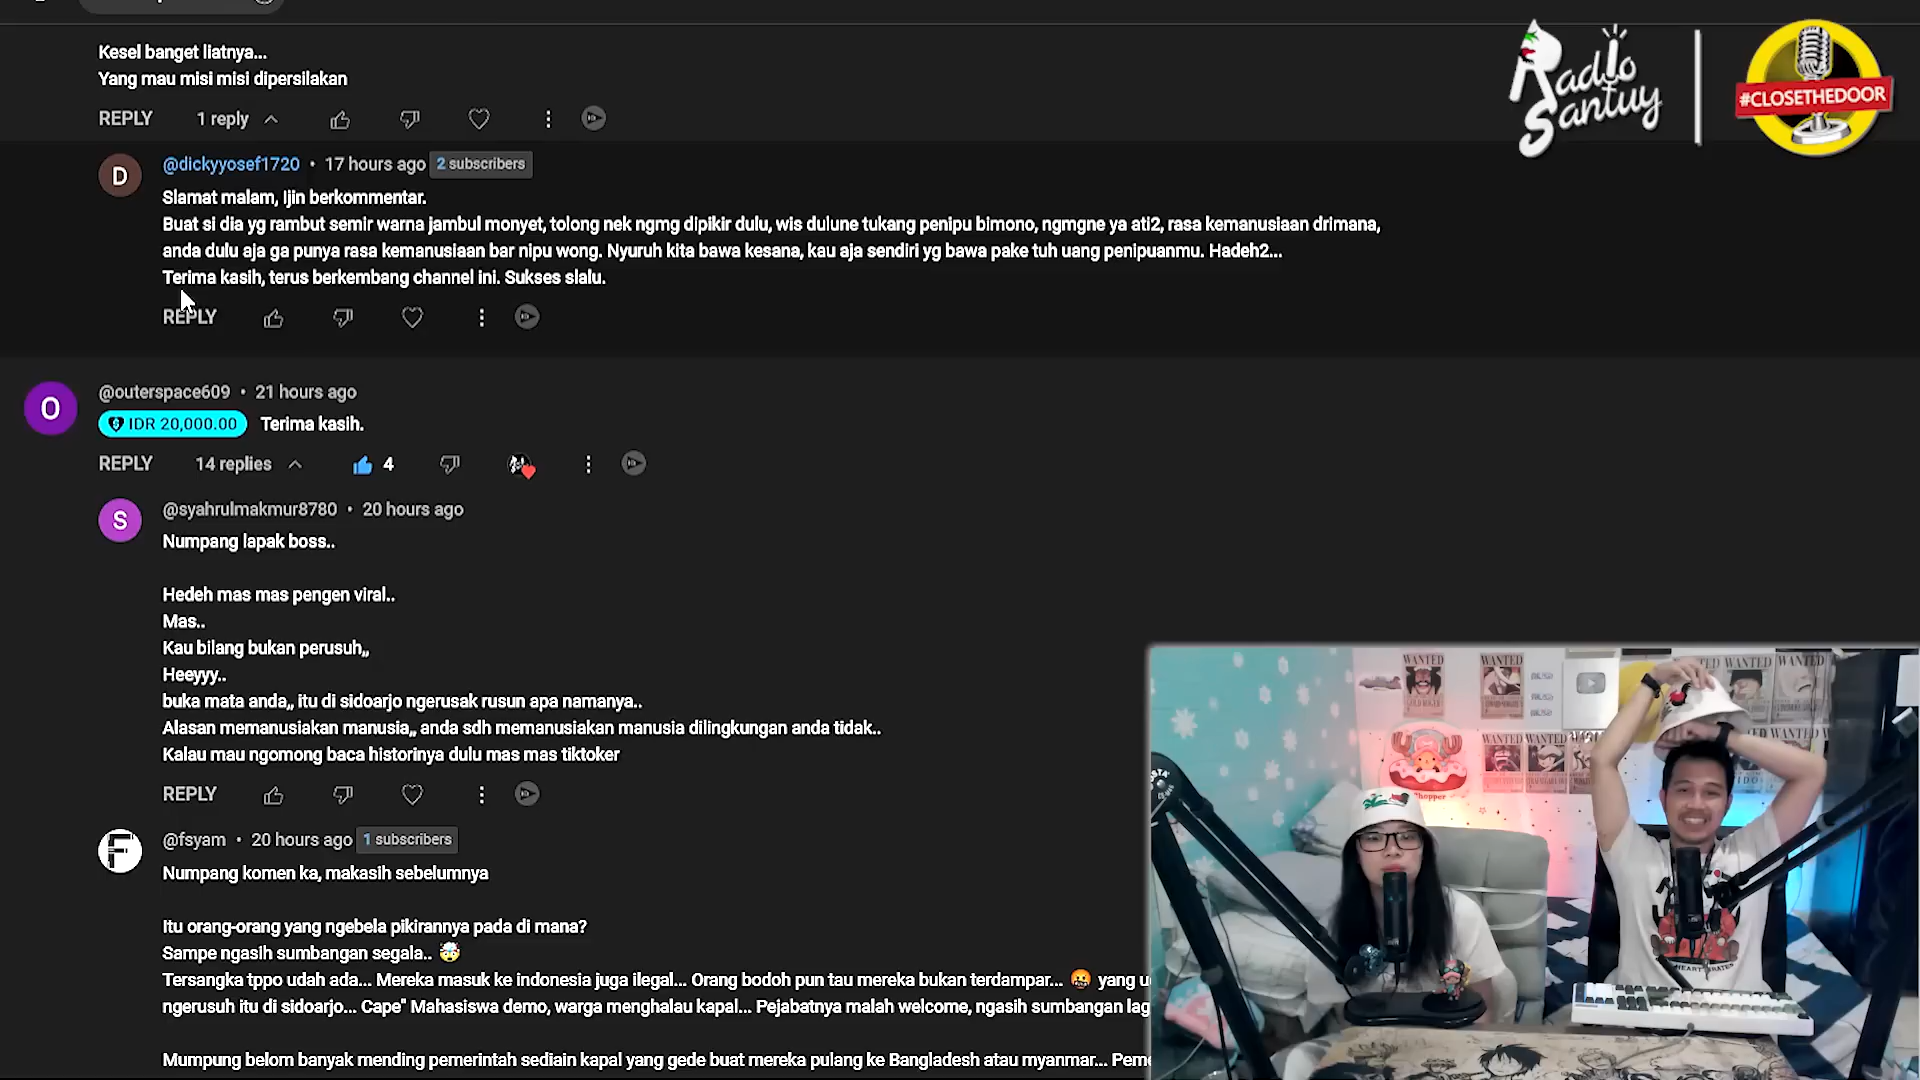 Kesel banget liatnya...
Yang mau misi misi dipersilakan
REPLY 1 reply
Radio Santuy
#CLOSETHEDOOR
D
@dickyyosef1720 • 17 hours ago 2 subscribers
Slamat malam, Ijin berkommentar.
Buat si dia yg rambut semir warna jambul monyet, tolong nek ngmg dipikir dulu, wis dulune tukang penipu bimono, ngmgne ya ati2, rasa kemanusiaan drimana,
anda dulu aja ga punya rasa kemanusiaan bar nipu wong. Nyuruh kita bawa kesana, kau aja sendiri yg bawa pake tuh uang penipuanmu. Hadeh2...
Terima kasih, terus berkembang channel ini. Sukses slalu.
REPLY
O
@outerspace609 • 21 hours ago
IDR 20,000.00 Terima kasih.
REPLY 14 replies 4
S
@syahrulmakmur8780 • 20 hours ago
Numpang lapak boss..
Hedeh mas mas pengen viral..
Mas..
Kau bilang bukan perusuh,,
Heeyyy..
buka mata anda,, itu di sidoarjo ngerusak rusun apa namanya..
Alasan memanusiakan manusia,, anda sdh memanusiakan manusia dilingkungan anda tidak..
Kalau mau ngomong baca historinya dulu mas mas tiktoker
REPLY
F
@fsyam • 20 hours ago 1 subscribers
Numpang komen ka, makasih sebelumnya
Itu orang-orang yang ngebela pikirannya pada di mana?
Sampe ngasih sumbangan segala.. 🤯
Tersangka tppo udah ada... Mereka masuk ke indonesia juga ilegal... Orang bodoh pun tau mereka bukan terdampar... 🤬 yang
ngerusuh itu di sidoarjo... Cape" Mahasiswa demo, warga menghalau kapal... Pejabatnya malah welcome, ngasih sumbangan lag
Mumpung belom banyak mending pemerintah sediain kapal yang gede buat mereka pulang ke Bangladesh atau myanmar... Peme
WANTED
WANTED
WANTED
WANTED
WANTED
Chopper